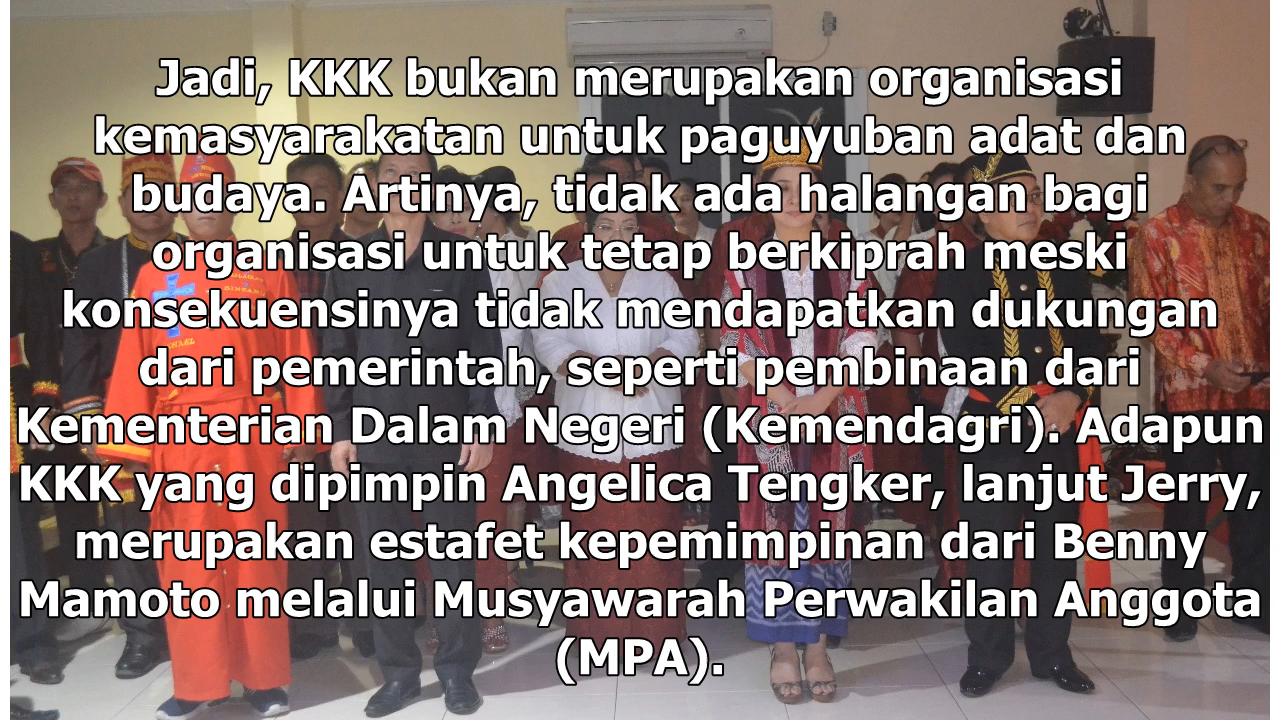 Jadi, KKK bukan merupakan organisasi
kemasyarakatan untuk paguyuban adat dan
budaya. Artinya, tidak ada halangan bagi
organisasi untuk tetap berkiprah meski
konsekuensinya tidak mendapatkan dukungan
dari pemerintah, seperti pembinaan dari
Kementerian Dalam Negeri (Kemendagri). Adapun
KKK yang dipimpin Angelica Tengker, lanjut Jerry,
merupakan estafet kepemimpinan dari Benny
Mamoto melalui Musyawarah Perwakilan Anggota
(MPA).